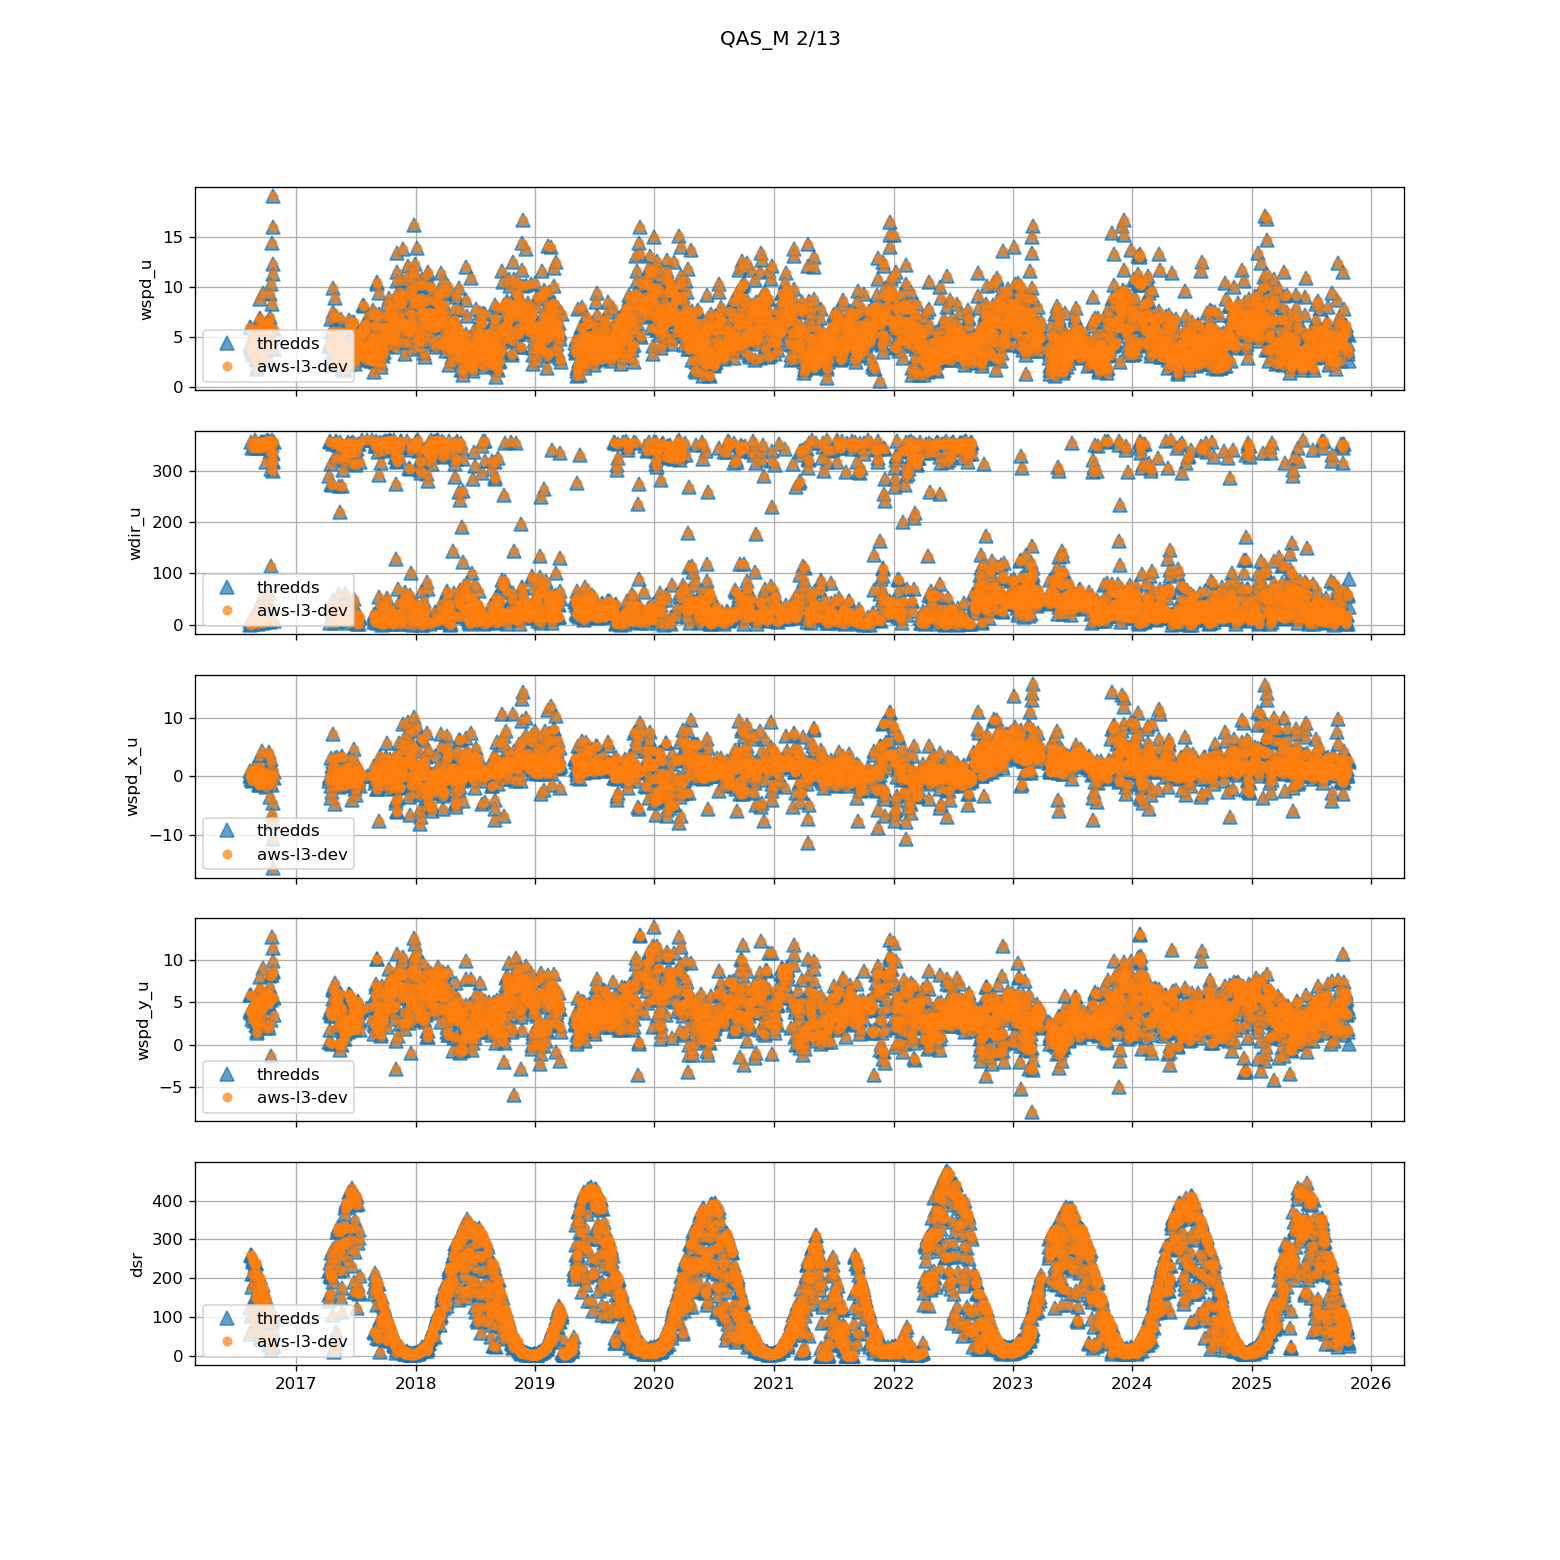 QAS_M 2/13
15
10
5
0
wspd_u
thredds
aws-l3-dev
300
200
100
0
wdir_u
thredds
aws-l3-dev
10
0
−10
wspd_x_u
thredds
aws-l3-dev
10
5
0
−5
wspd_y_u
thredds
aws-l3-dev
400
300
200
100
0
dsr
thredds
aws-l3-dev
2017 2018 2019 2020 2021 2022 2023 2024 2025 2026